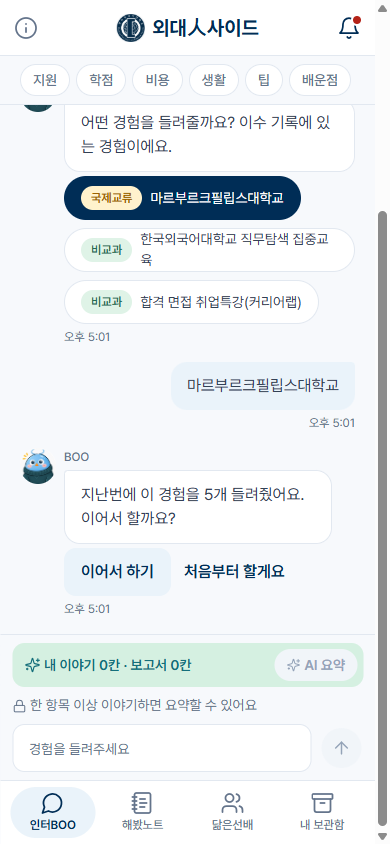 외대人사이드
지원
학점
비용
생활
팁
배운점
어떤 경험을 들려줄까요? 이수 기록에 있
는 경험이에요.
국제교류 마르부르크필립스대학교
비교과 한국외국어대학교 직무탐색 집중교
육
비교과 합격 면접 취업특강(커리어랩)
오후 5:01
마르부르크필립스대학교
오후 5:01
BOO
지난번에 이 경험을 5개 들려줬어요.
이어서 할까요?
이어서 하기 처음부터 할게요
오후 5:01
내 이야기 0칸 · 보고서 0칸
AI 요약
한 항목 이상 이야기하면 요약할 수 있어요
경험을 들려주세요
인터BOO
해봤노트
닮은선배
내 보관함